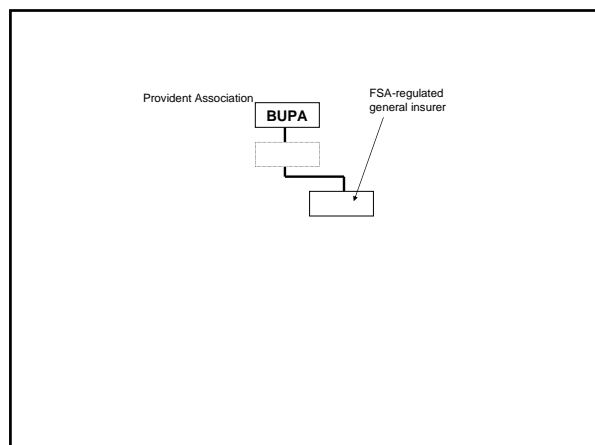 Provident Association
BUPA
FSA-regulated
general insurer